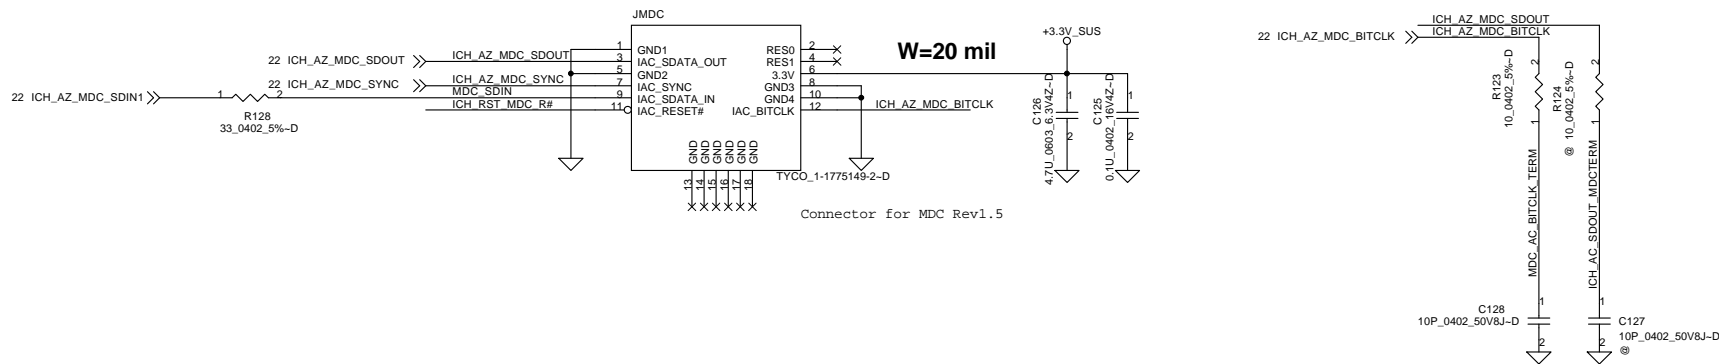 JMDC
1 GND1 RES0 2
22 ICH_AZ_MDC_SDOUT ICH_AZ_MDC_SDOUT 3 IAC_SDATA_OUT RES1 4
5 GND2 3.3V 6
22 ICH_AZ_MDC_SYNC ICH_AZ_MDC_SYNC 7 IAC_SYNC GND3 8
22 ICH_AZ_MDC_SDIN1 1 2 MDC_SDIN 9 IAC_SDATA_IN GND4 10
ICH_RST_MDC_R# 11 IAC_RESET# IAC_BITCLK 12 ICH_AZ_MDC_BITCLK
R128
33_0402_5%~D
GND GND GND GND GND GND
13 14 15 16 17 18
TYCO_1-1775149-2~D
Connector for MDC Rev1.5
W=20 mil
+3.3V_SUS
C126
4.7U_0603_6.3V4Z~D
1
2
C125
0.1U_0402_16V4Z~D
1
2
ICH_AZ_MDC_SDOUT
22 ICH_AZ_MDC_BITCLK ICH_AZ_MDC_BITCLK
2
R123
10_0402_5%~D
1
2
R124
@ 10_0402_5%~D
1
MDC_AC_BITCLK_TERM
ICH_AC_SDOUT_MDCTERM
C128
10P_0402_50V8J~D
1
2
1
2
C127
10P_0402_50V8J~D
@